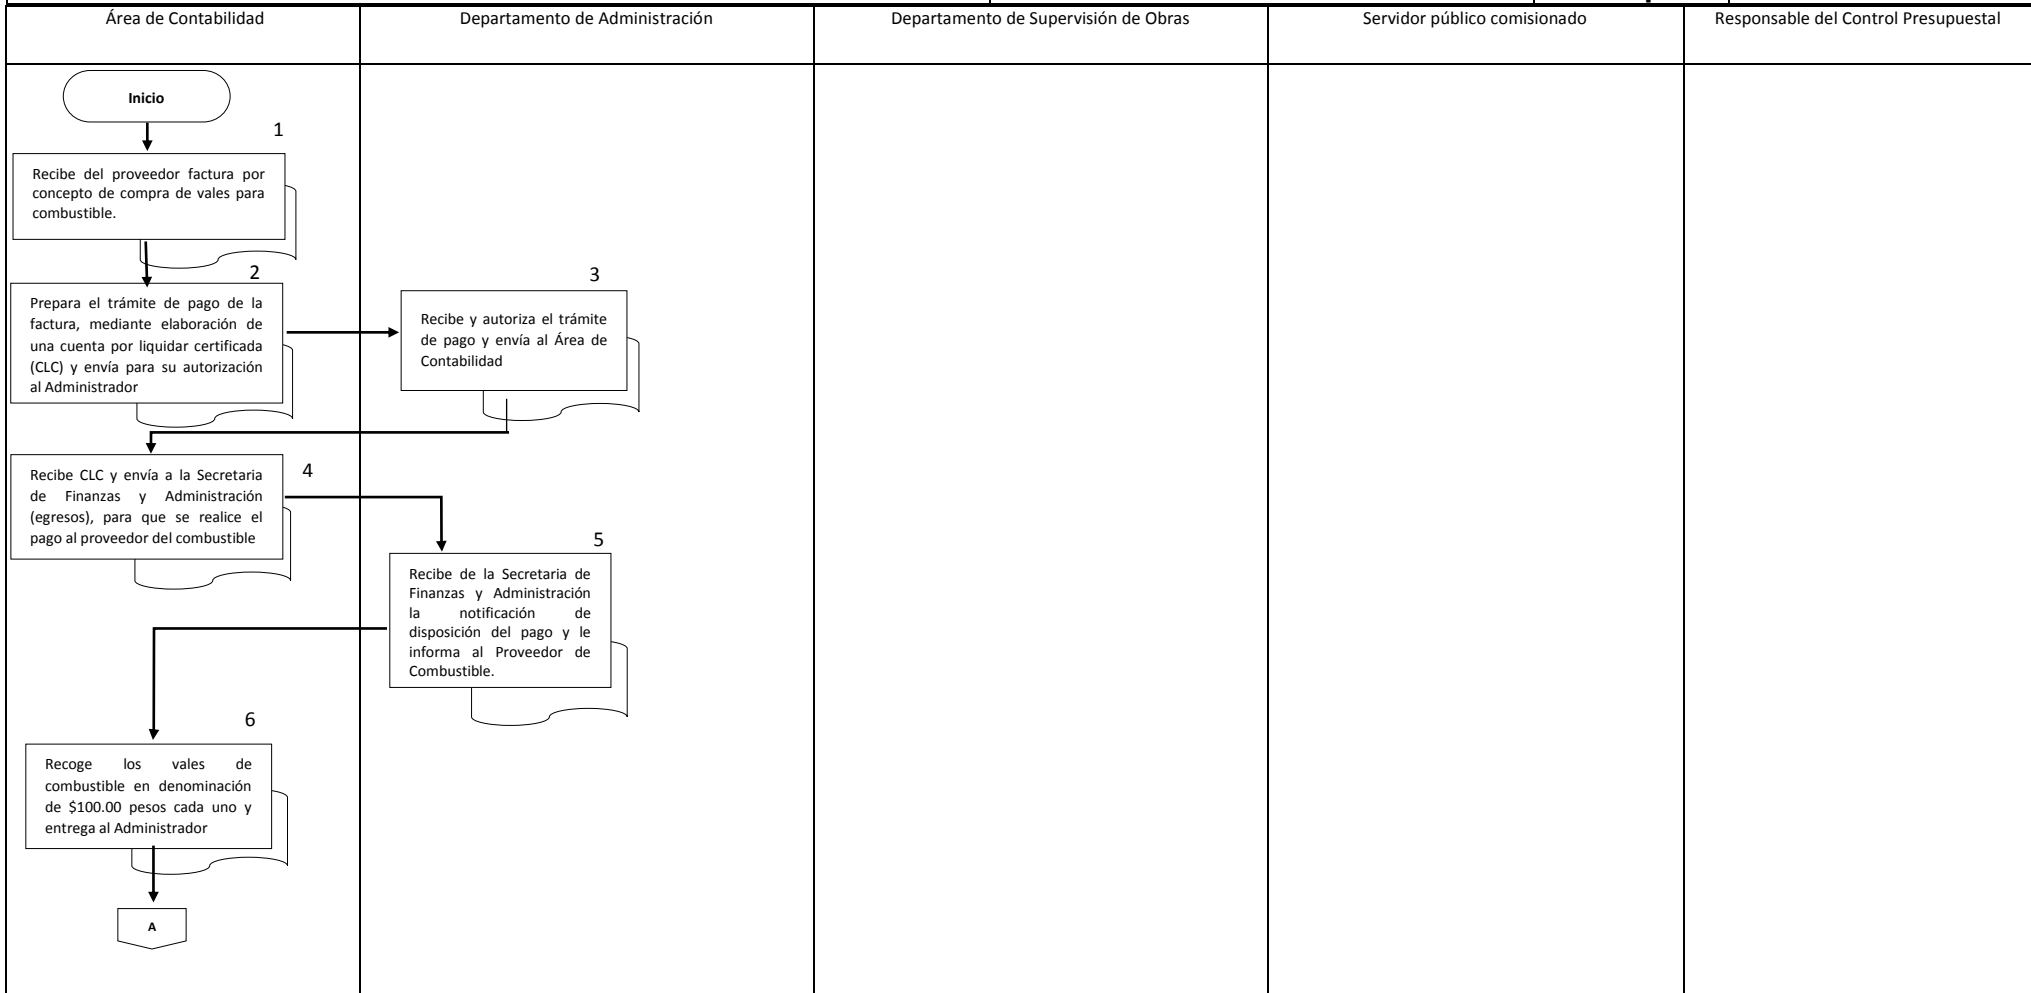 Área de Contabilidad
Departamento de Administración
Departamento de Supervisión de Obras
Servidor público comisionado
Responsable del Control Presupuestal
Inicio
1
Recibe del proveedor factura por
concepto de compra de vales para
combustible.
2
Prepara el trámite de pago de la
factura, mediante elaboración de
una cuenta por liquidar certificada
(CLC) y envía para su autorización
al Administrador
3
Recibe y autoriza el trámite
de pago y envía al Área de
Contabilidad
4
Recibe CLC y envía a la Secretaria
de Finanzas y Administración
(egresos), para que se realice el
pago al proveedor del combustible
5
Recibe de la Secretaria de
Finanzas y Administración
la notificación de
disposición del pago y le
informa al Proveedor de
Combustible.
6
Recoge los vales de
combustible en denominación
de $100.00 pesos cada uno y
entrega al Administrador
A